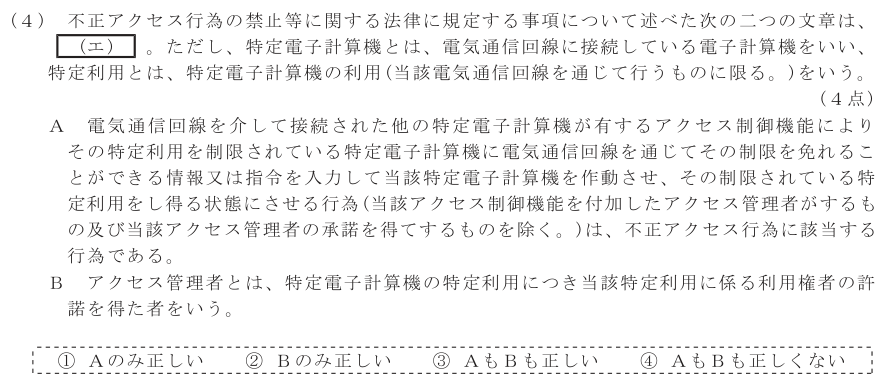 (4) 不正アクセス行為の禁止等に関する法律に規定する事項について述べた次の二つの文章は、
(エ) 。ただし、特定電子計算機とは、電気通信回線に接続している電子計算機をいい、
特定利用とは、特定電子計算機の利用(当該電気通信回線を通じて行うものに限る。)をいう。
(4点)
A 電気通信回線を介して接続された他の特定電子計算機が有するアクセス制御機能により
その特定利用を制限されている特定電子計算機に電気通信回線を通じてその制限を免れるこ
とができる情報又は指令を入力して当該特定電子計算機を作動させ、その制限されている特
定利用をし得る状態にさせる行為(当該アクセス制御機能を付加したアクセス管理者がするも
の及び当該アクセス管理者の承諾を得てするものを除く。)は、不正アクセス行為に該当する
行為である。
B アクセス管理者とは、特定電子計算機の特定利用につき当該特定利用に係る利用権者の許
諾を得た者をいう。
① Aのみ正しい ② Bのみ正しい ③ AもBも正しい ④ AもBも正しくない